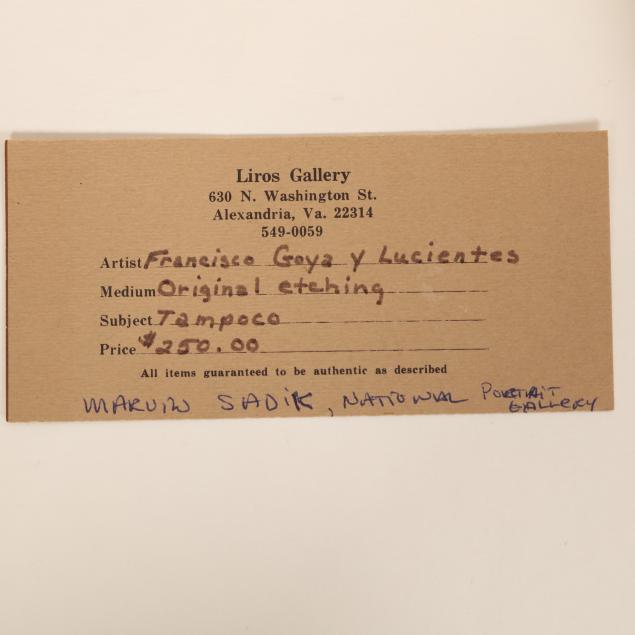 Liros Gallery
630 N. Washington St.
Alexandria, Va. 22314
549-0059
Artist Francisco Goya y Lucientes
Medium Original etching
Subject Tampoco
Price $250.00
All items guaranteed to be authentic as described
MARVIN SADIK, NATIONAL PORTRAIT
GALLERY